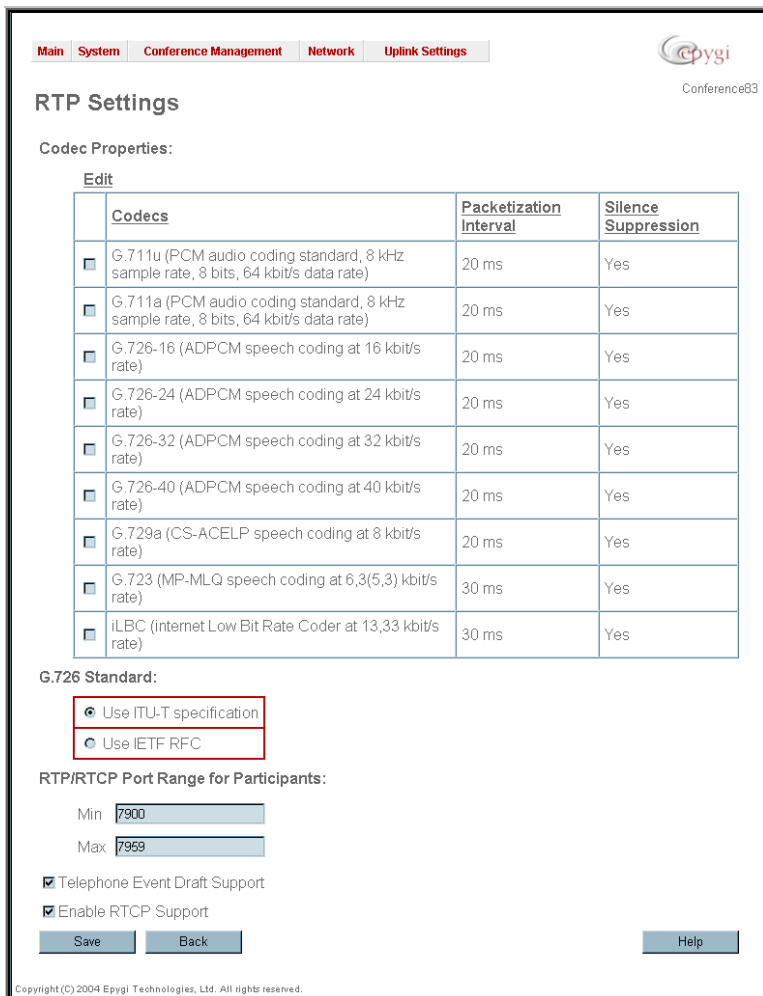 Main System Conference Management Network Uplink Settings
epygi
Conference83
RTP Settings
Codec Properties:
Edit
Codecs Packetization Interval Silence Suppression
G.711u (PCM audio coding standard, 8 kHz
sample rate, 8 bits, 64 kbit/s data rate) 20 ms Yes
G.711a (PCM audio coding standard, 8 kHz
sample rate, 8 bits, 64 kbit/s data rate) 20 ms Yes
G.726-16 (ADPCM speech coding at 16 kbit/s
rate) 20 ms Yes
G.726-24 (ADPCM speech coding at 24 kbit/s
rate) 20 ms Yes
G.726-32 (ADPCM speech coding at 32 kbit/s
rate) 20 ms Yes
G.726-40 (ADPCM speech coding at 40 kbit/s
rate) 20 ms Yes
G.729a (CS-ACELP speech coding at 8 kbit/s
rate) 20 ms Yes
G.723 (MP-MLQ speech coding at 6,3(5,3) kbit/s
rate) 30 ms Yes
iLBC (internet Low Bit Rate Coder at 13,33 kbit/s
rate) 30 ms Yes
G.726 Standard:
Use ITU-T specification
Use IETF RFC
RTP/RTCP Port Range for Participants:
Min 7900
Max 7959
Telephone Event Draft Support
Enable RTCP Support
Save Back Help
Copyright (C) 2004 Epygi Technologies, Ltd. All rights reserved.